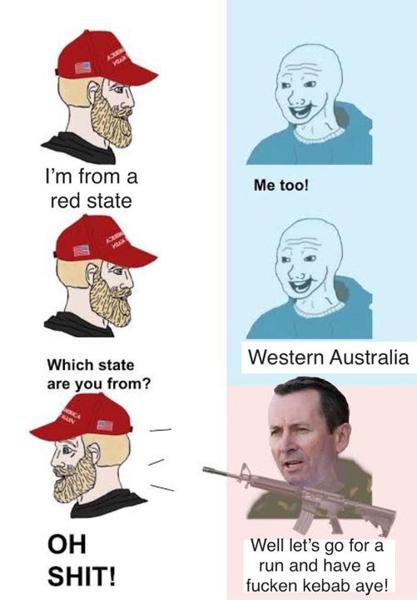 I'm from a
red state
Me too!
Which state
are you from?
Western Australia
OH
SHIT!
Well let's go for a
run and have a
fucken kebab aye!